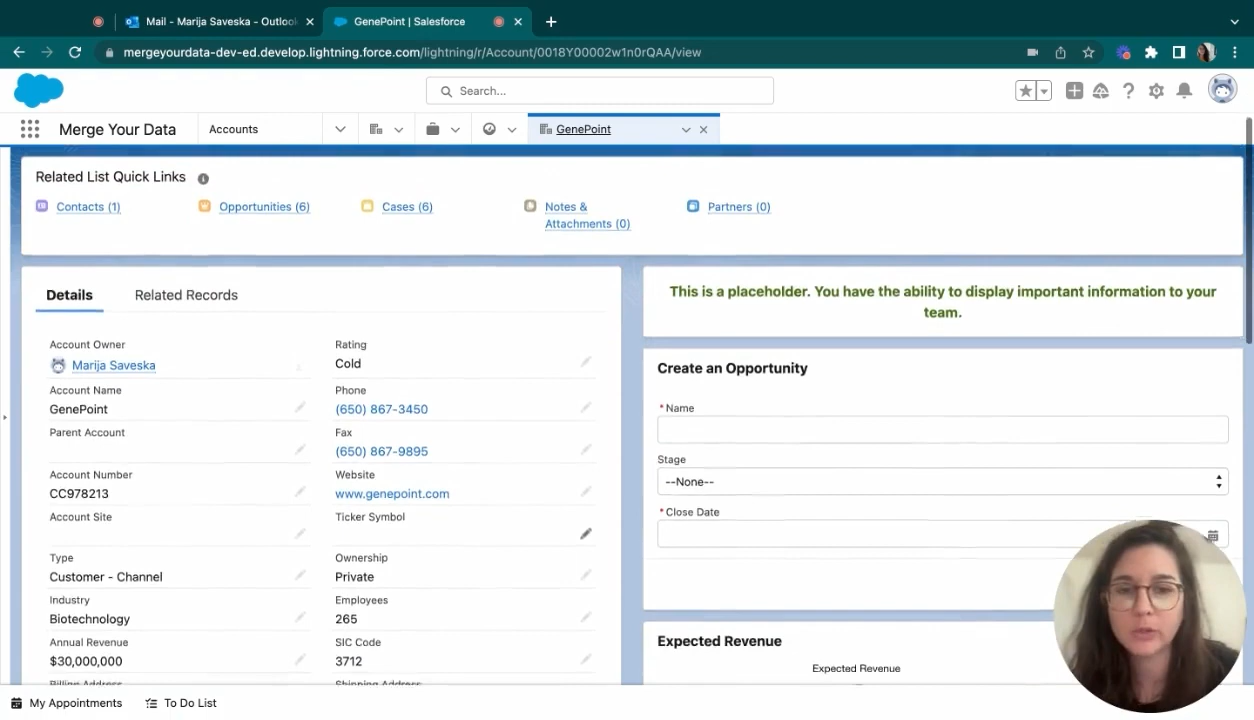 Mail - Marija Saveska - Outlook
GenePoint | Salesforce
mergeyourdata-dev-ed.develop.lightning.force.com/lightning/r/Account/0018Y00002w1n0rQAA/view
Search...
Merge Your Data
Accounts
GenePoint
Related List Quick Links
Contacts (1)
Opportunities (6)
Cases (6)
Notes &
Attachments (0)
Partners (0)
Details
Related Records
Account Owner
Marija Saveska
Rating
Cold
Account Name
GenePoint
Phone
(650) 867-3450
Parent Account
Fax
(650) 867-9895
Account Number
CC978213
Website
www.genepoint.com
Account Site
Ticker Symbol
Type
Customer - Channel
Ownership
Private
Industry
Biotechnology
Employees
265
Annual Revenue
$30,000,000
SIC Code
3712
Billing Address
Shipping Address
This is a placeholder. You have the ability to display important information to your
team.
Create an Opportunity
*Name
Stage
--None--
*Close Date
Expected Revenue
Expected Revenue
My Appointments
To Do List